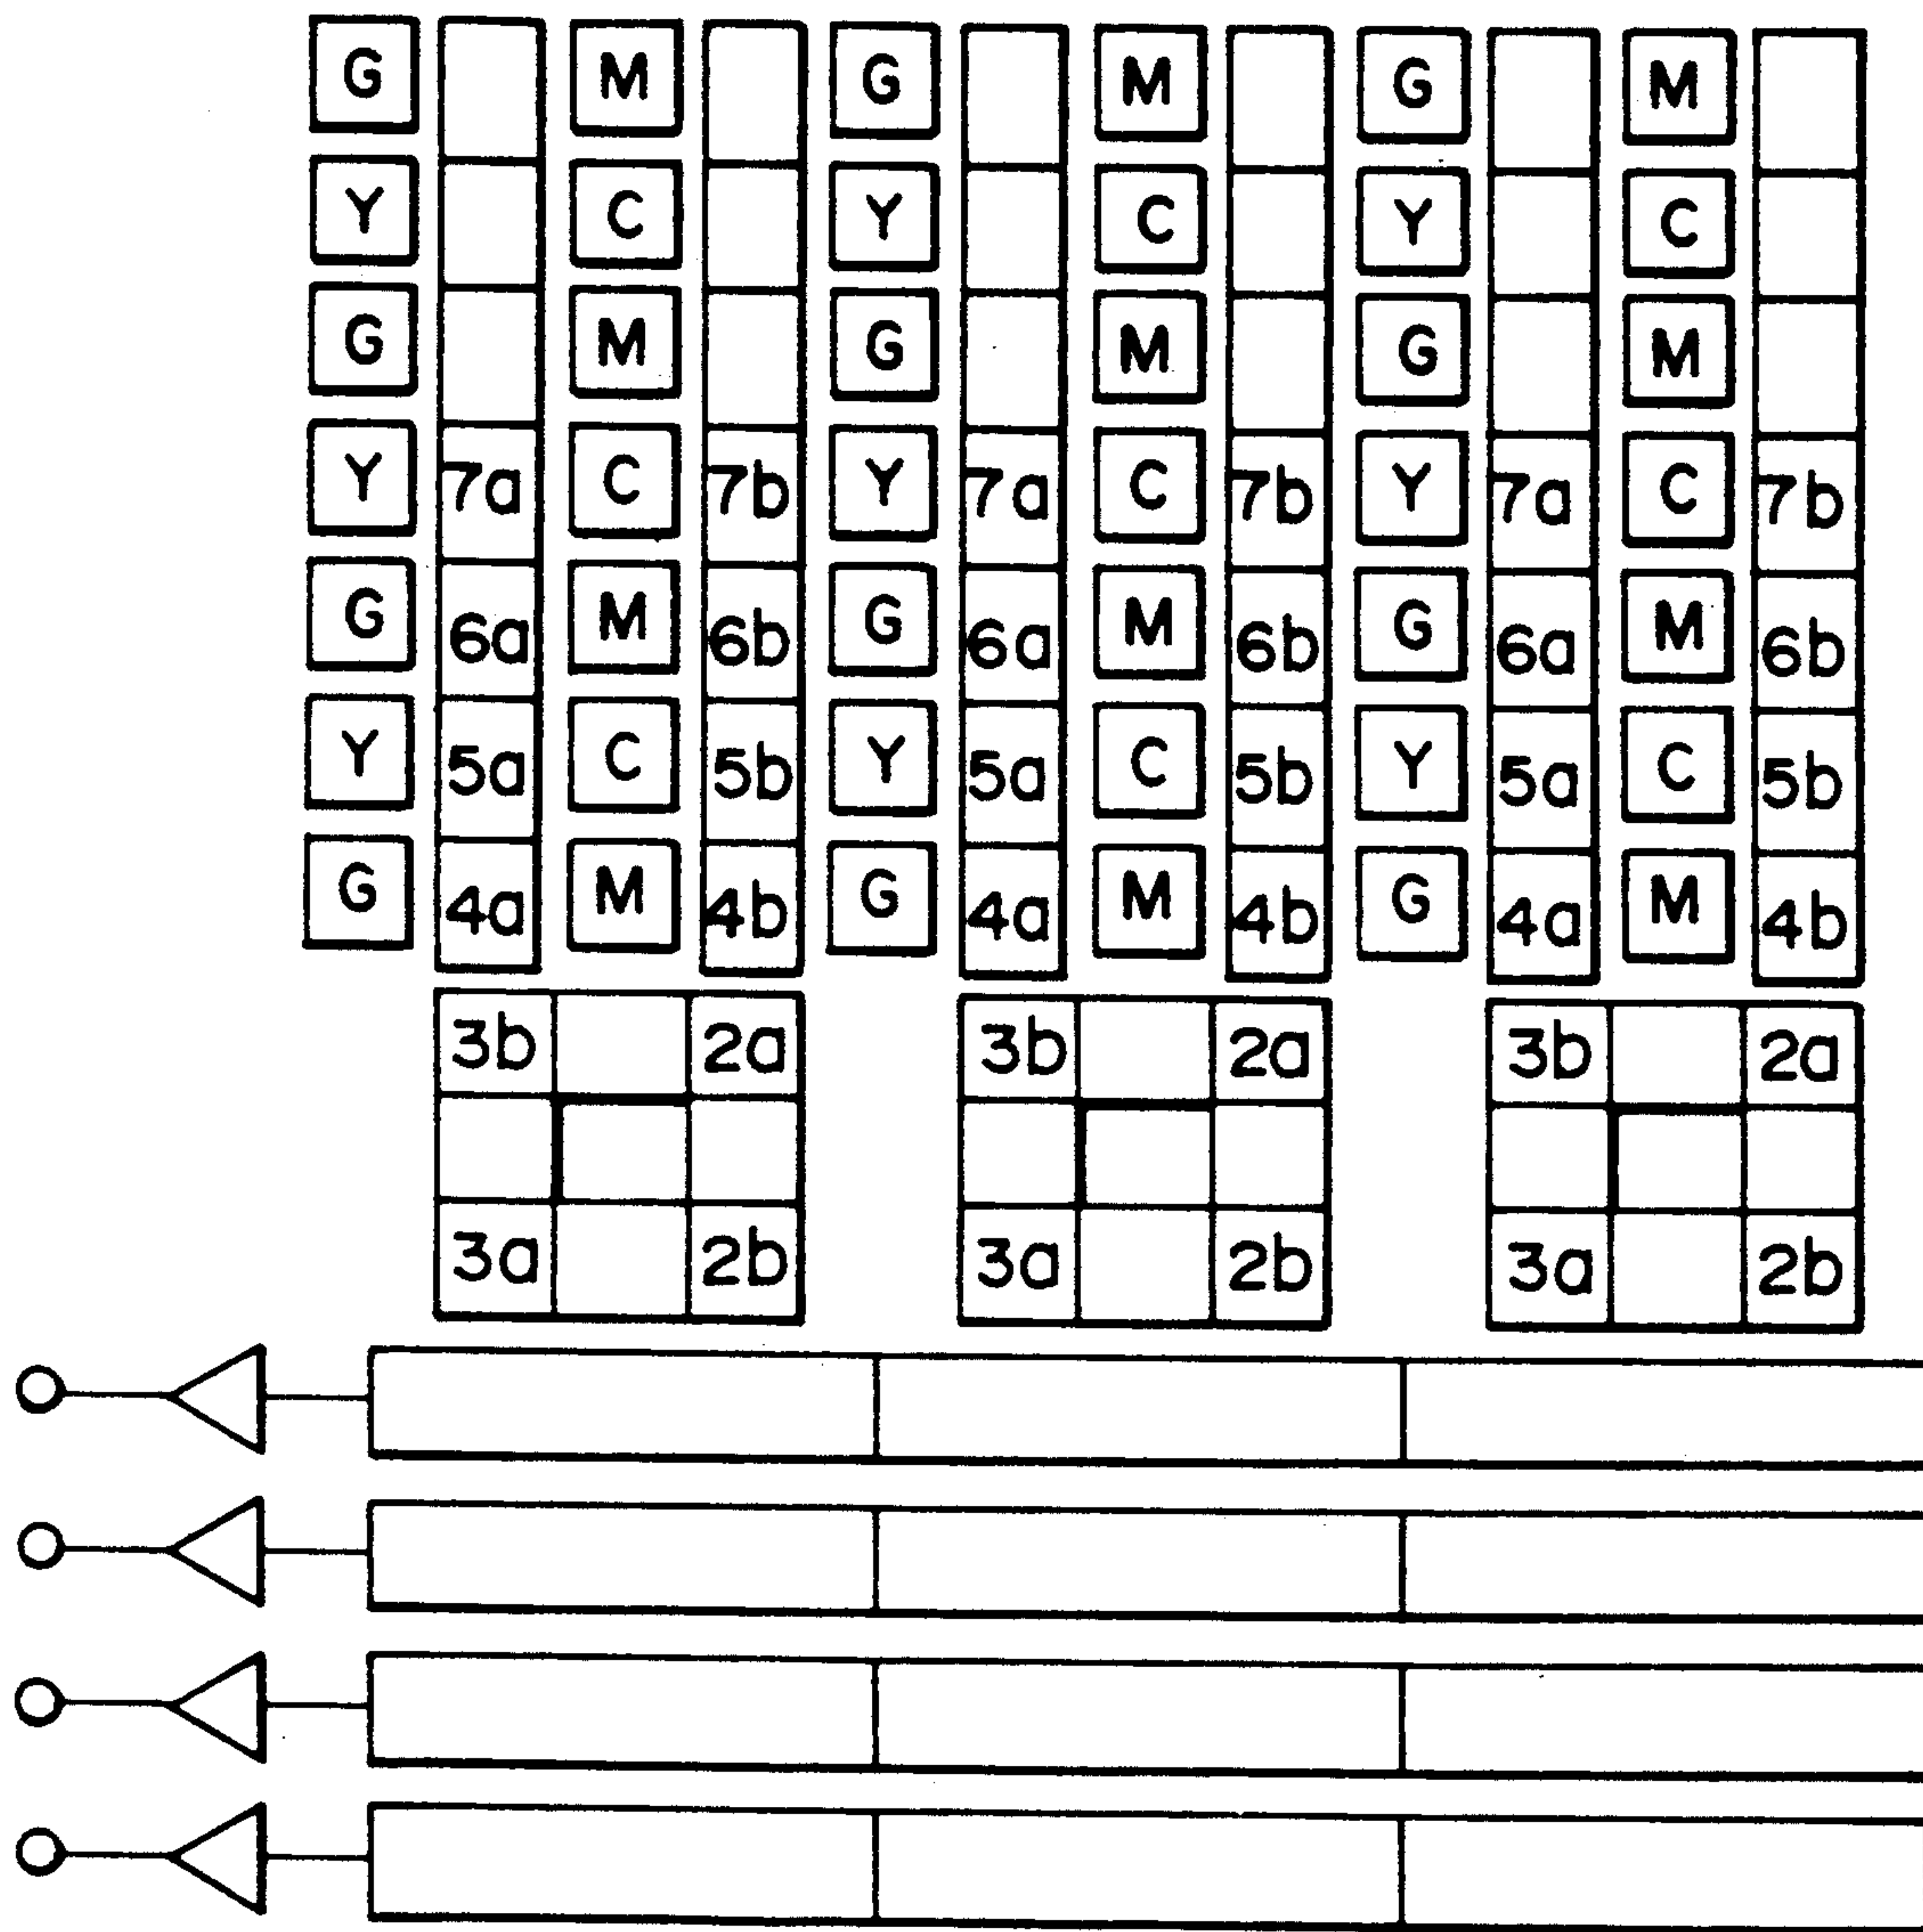 G M G M G M
Y C Y C Y C
G M G M G M
Y 7a C 7b Y 7a C 7b Y 7a C 7b
G 6a M 6b G 6a M 6b G 6a M 6b
Y 5a C 5b Y 5a C 5b Y 5a C 5b
G 4a M 4b G 4a M 4b G 4a M 4b
3b 2a 3b 2a 3b 2a
3a 2b 3a 2b 3a 2b